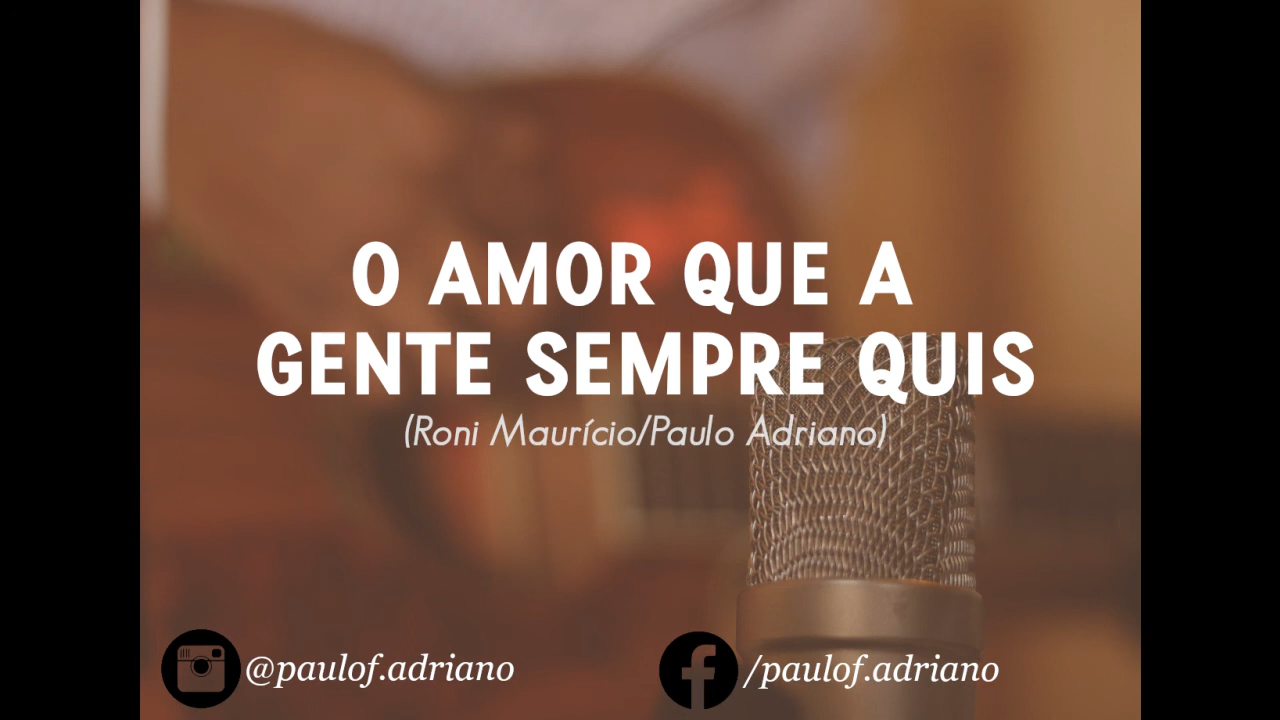 O AMOR QUE A
GENTE SEMPRE QUIS
(Roni Maurício/Paulo Adriano)
@paulof.adriano
/paulof.adriano